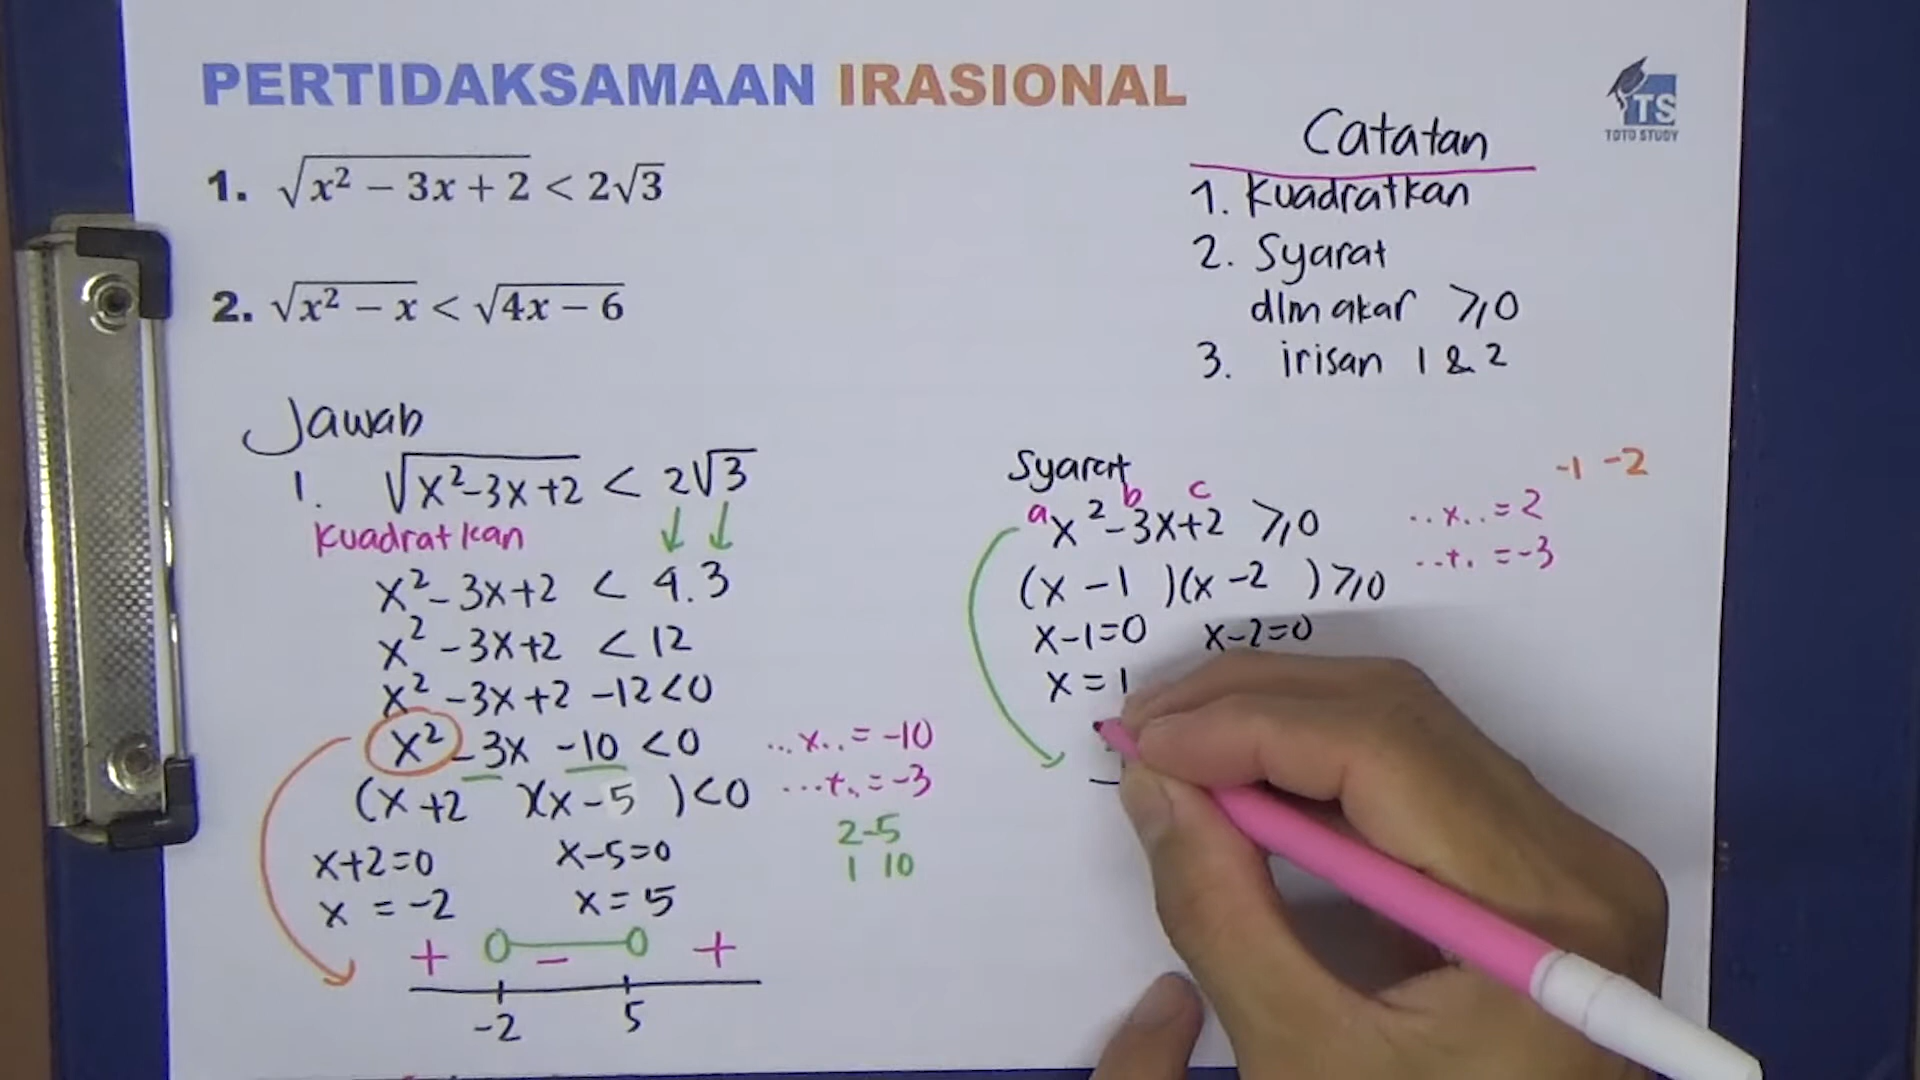 PERTIDAKSAMAAN IRASIONAL
TS
TOTO STUDY
1. √(x² − 3x + 2) < 2√3
2. √(x² − x) < √(4x − 6)
Catatan
1. Kuadratkan
2. Syarat
dlm akar ≥ 0
3. irisan 1 & 2
Jawab
1. √(x²-3x+2) < 2√3
Kuadratkan
x²-3x+2 < 4.3
x²-3x+2 < 12
x²-3x+2-12<0
x²-3x-10<0
...x..=-10
(x+2)(x-5)<0
...+.=-3
2-5
1 10
x+2=0 x-5=0
x=-2 x=5
+ - +
-2 5
Syarat
-1 -2
a b c
x²-3x+2 ≥0
..x..=2
..+.=-3
(x-1)(x-2)≥0
x-1=0 x-2=0
x=1